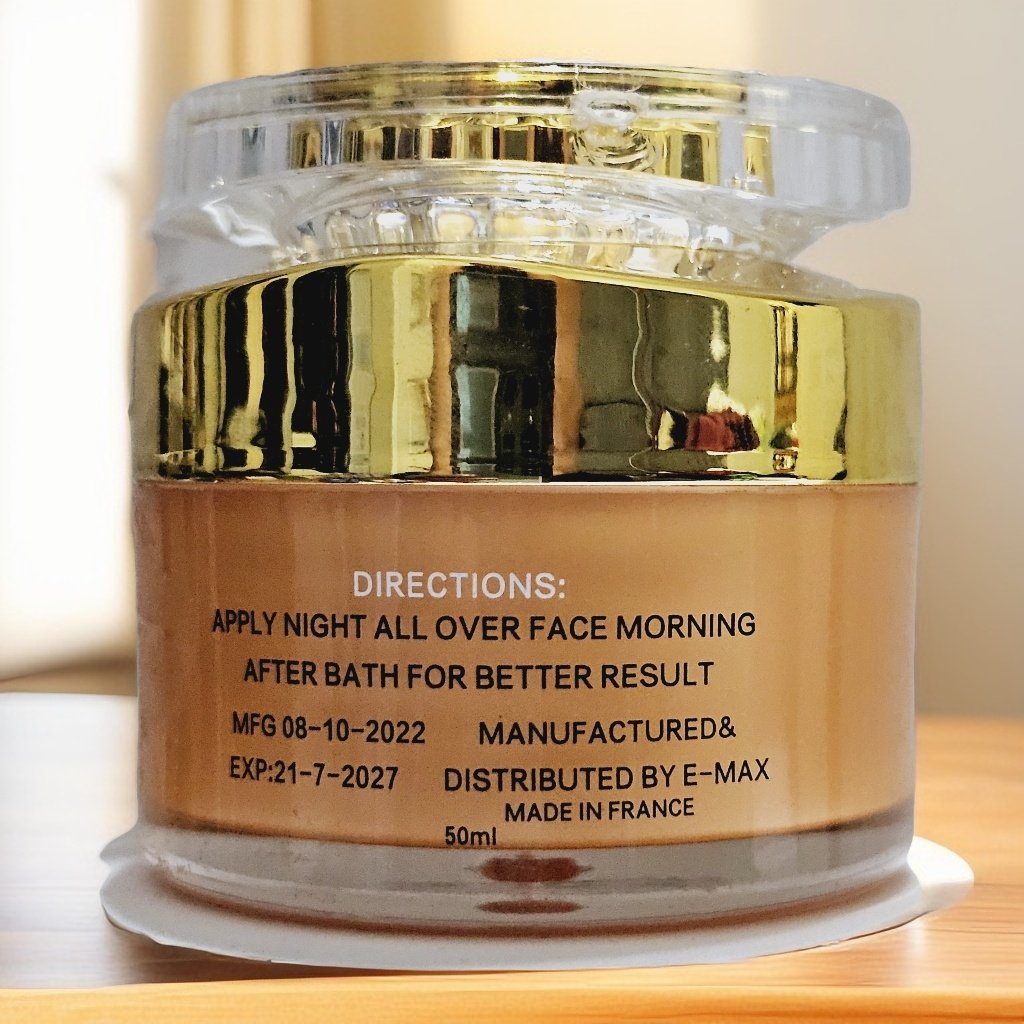 DIRECTIONS:
APPLY NIGHT ALL OVER FACE MORNING
AFTER BATH FOR BETTER RESULT
MFG 08-10-2022
EXP:21-7-2027
MANUFACTURED&
DISTRIBUTED BY E-MAX
MADE IN FRANCE
50ml